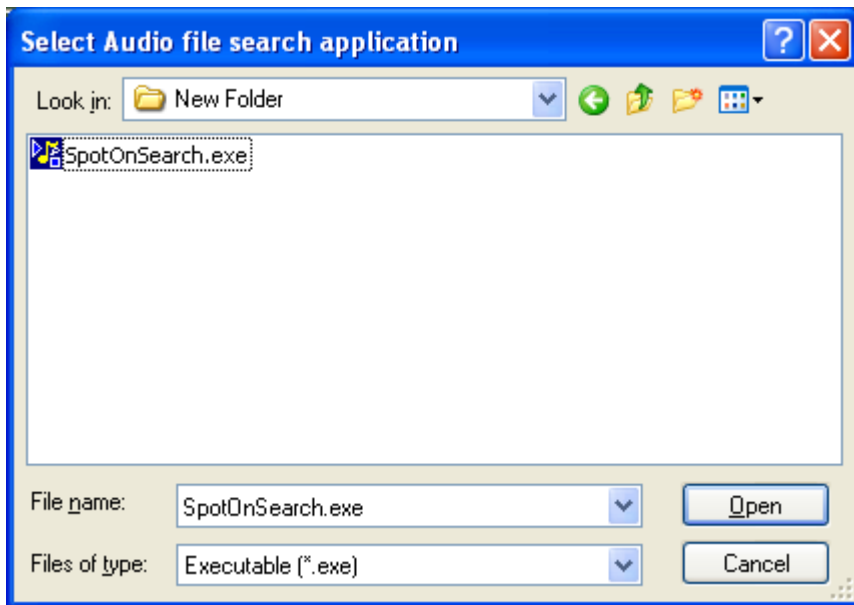 Select Audio file search application
Look in: New Folder
SpotOnSearch.exe
File name: SpotOnSearch.exe Open
Files of type: Executable (*.exe) Cancel